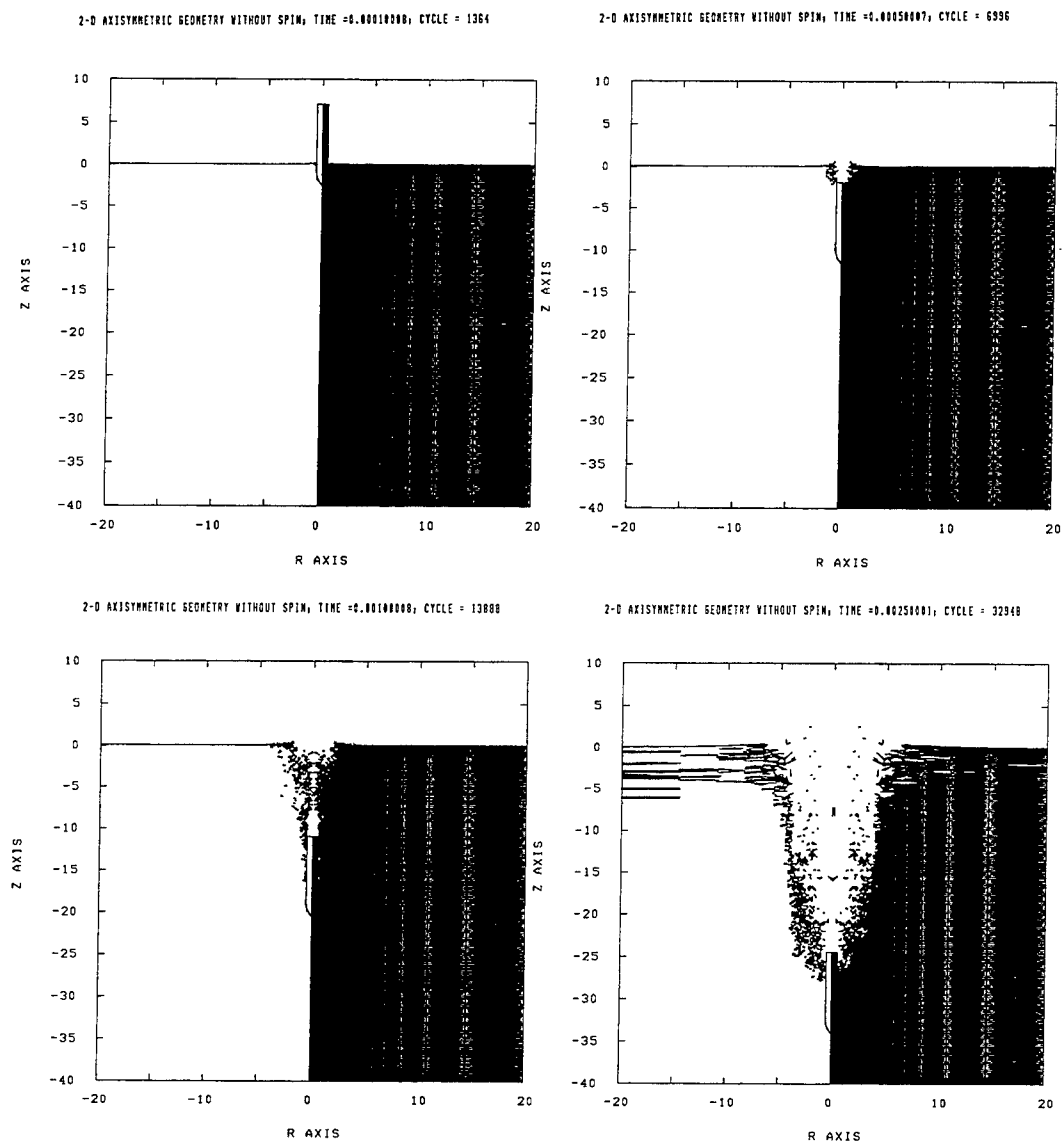 2-D AXISYMMETRIC GEOMETRY WITHOUT SPIN; TIME =0.00010008; CYCLE = 1364
10
5
0
-5
-10
-15
-20
-25
-30
-35
-40
Z AXIS
-20 -10 0 10 20
R AXIS
2-D AXISYMMETRIC GEOMETRY WITHOUT SPIN; TIME =0.00050007; CYCLE = 6996
10
5
0
-5
-10
-15
-20
-25
-30
-35
-40
Z AXIS
-20 -10 0 10 20
R AXIS
2-D AXISYMMETRIC GEOMETRY WITHOUT SPIN; TIME =0.00100008; CYCLE = 13888
10
5
0
-5
-10
-15
-20
-25
-30
-35
-40
Z AXIS
-20 -10 0 10 20
R AXIS
2-D AXISYMMETRIC GEOMETRY WITHOUT SPIN; TIME =0.00250001; CYCLE = 32948
10
5
0
-5
-10
-15
-20
-25
-30
-35
-40
Z AXIS
-20 -10 0 10 20
R AXIS